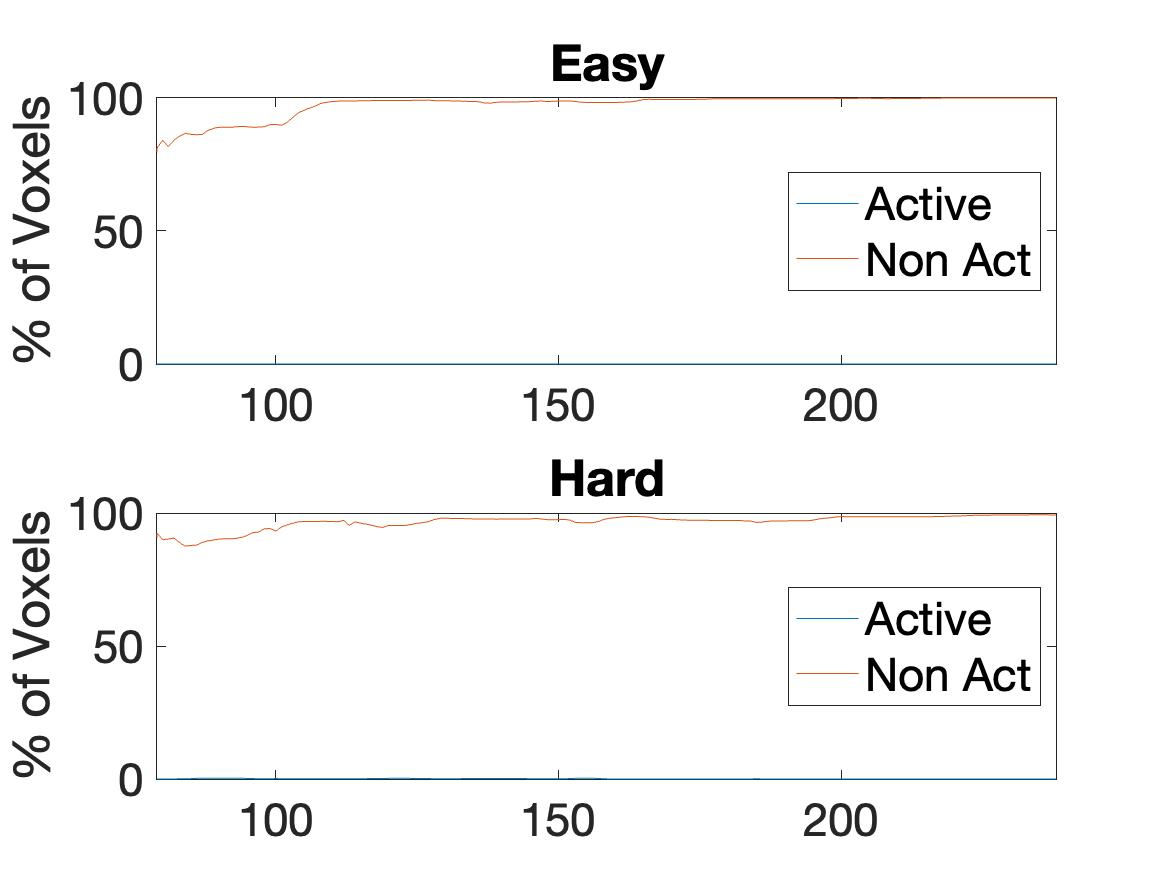 Easy
% of Voxels
100
50
0
Active
Non Act
100 150 200
Hard
% of Voxels
100
50
0
Active
Non Act
100 150 200